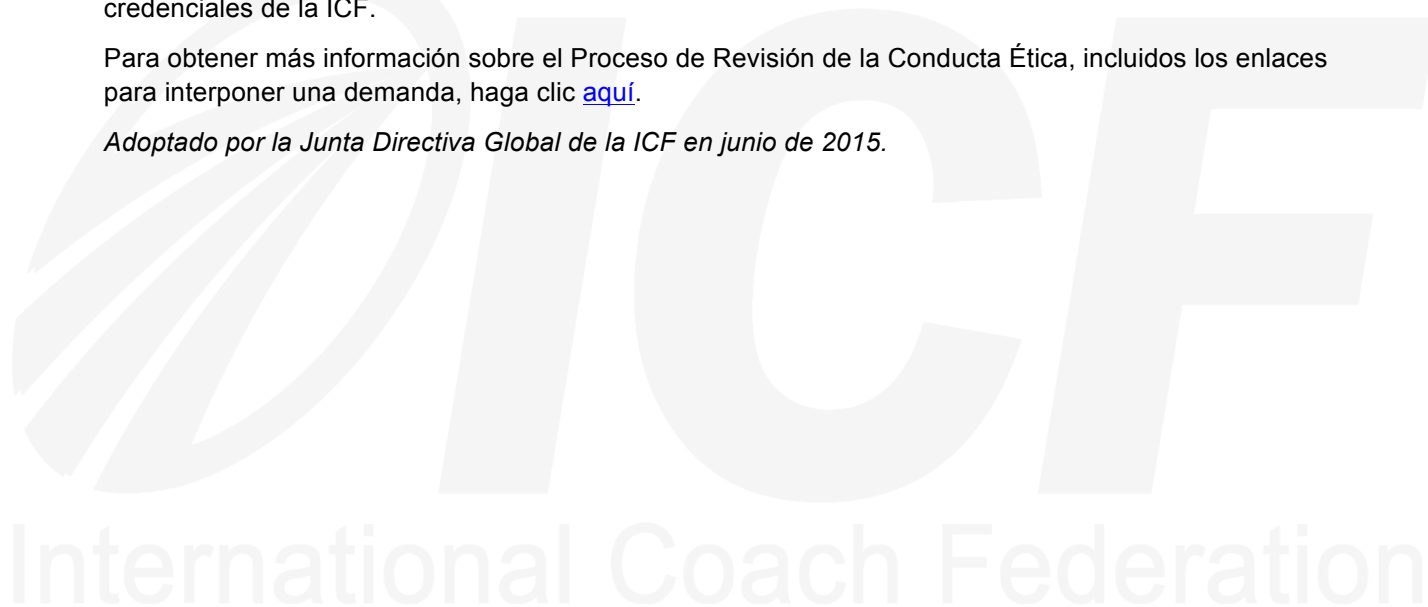 credenciales de la ICF.
Para obtener más información sobre el Proceso de Revisión de la Conducta Ética, incluidos los enlaces
para interponer una demanda, haga clic aquí.
Adoptado por la Junta Directiva Global de la ICF en junio de 2015.
ICF
International Coach Federation